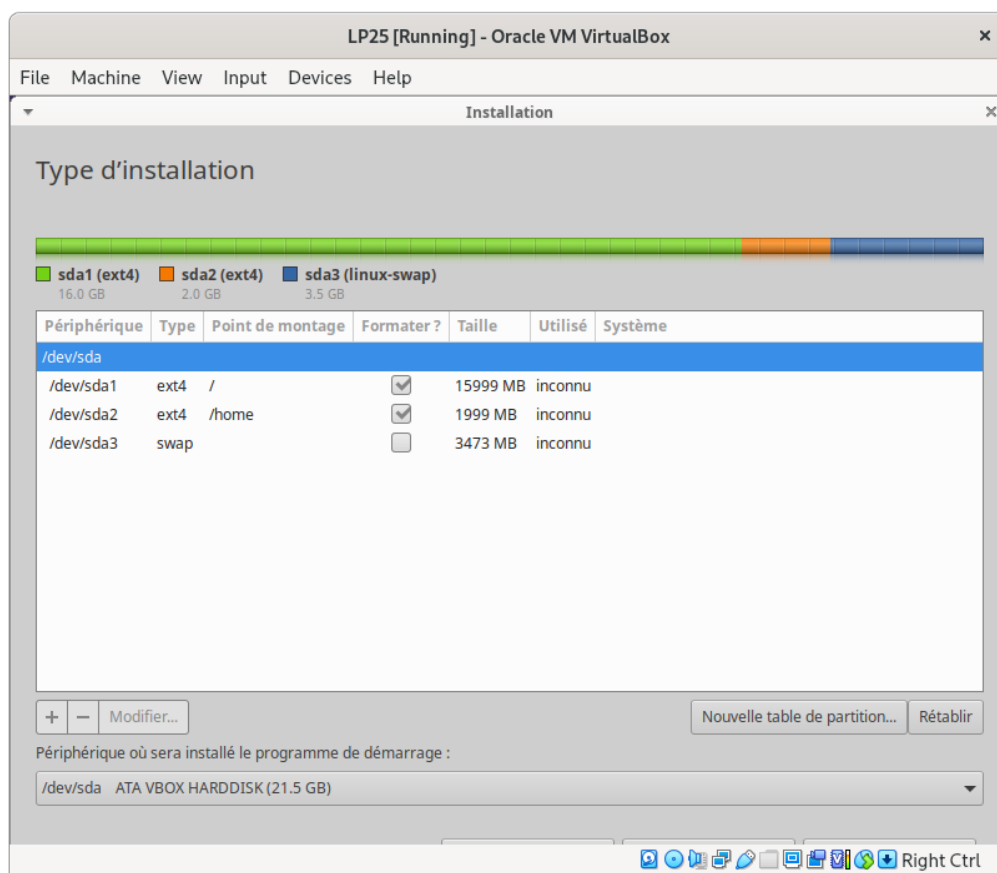 LP25 [Running] - Oracle VM VirtualBox ×
File Machine View Input Devices Help
Installation ×
Type d’installation
sda1 (ext4) sda2 (ext4) sda3 (linux-swap)
16.0 GB 2.0 GB 3.5 GB
Périphérique Type Point de montage Formater ? Taille Utilisé Système
/dev/sda
/dev/sda1 ext4 / 15999 MB inconnu
/dev/sda2 ext4 /home 1999 MB inconnu
/dev/sda3 swap 3473 MB inconnu
+ − Modifier... Nouvelle table de partition... Rétablir
Périphérique où sera installé le programme de démarrage :
/dev/sda ATA VBOX HARDDISK (21.5 GB)
Right Ctrl